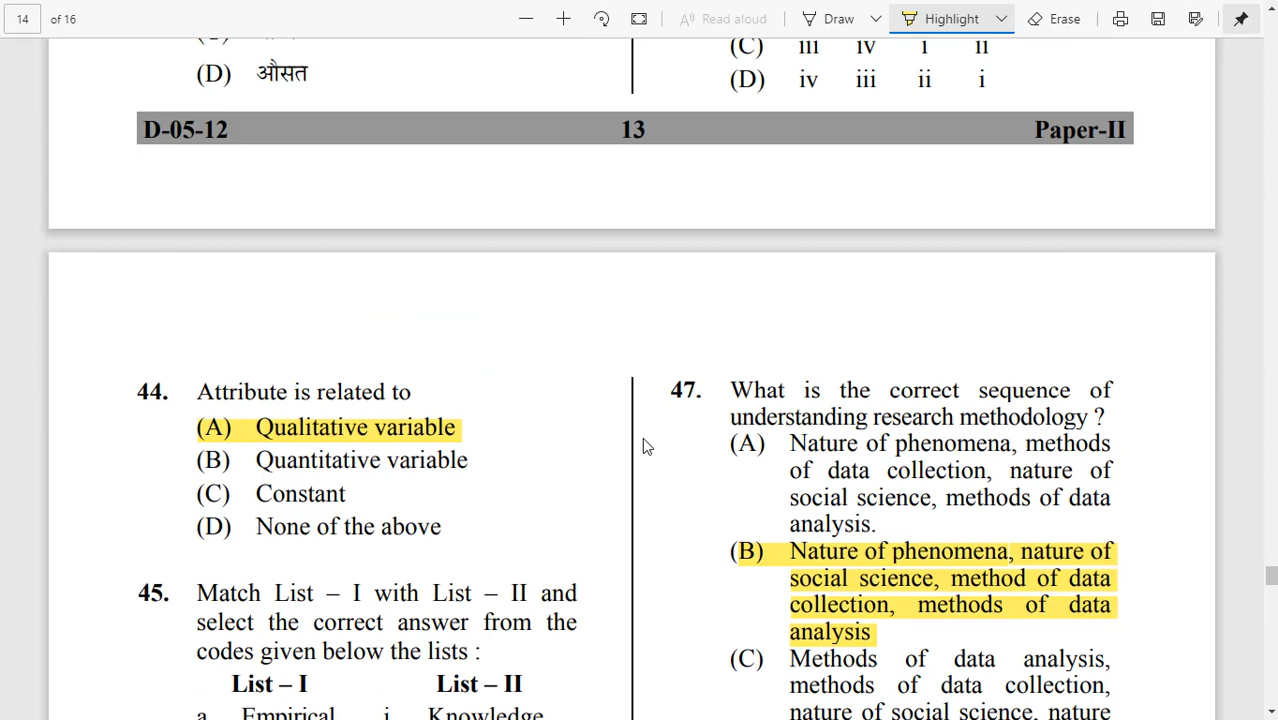 14 of 16
Read aloud
Draw
Highlight
Erase
(D) औसत
(C) iii iv i ii
(D) iv iii ii i
D-05-12 13 Paper-II
44. Attribute is related to
(A) Qualitative variable
(B) Quantitative variable
(C) Constant
(D) None of the above
45. Match List – I with List – II and
select the correct answer from the
codes given below the lists :
List – I List – II
a. Empirical i. Knowledge
47. What is the correct sequence of
understanding research methodology ?
(A) Nature of phenomena, methods
of data collection, nature of
social science, methods of data
analysis.
(B) Nature of phenomena, nature of
social science, method of data
collection, methods of data
analysis
(C) Methods of data analysis,
methods of data collection,
nature of social science, nature